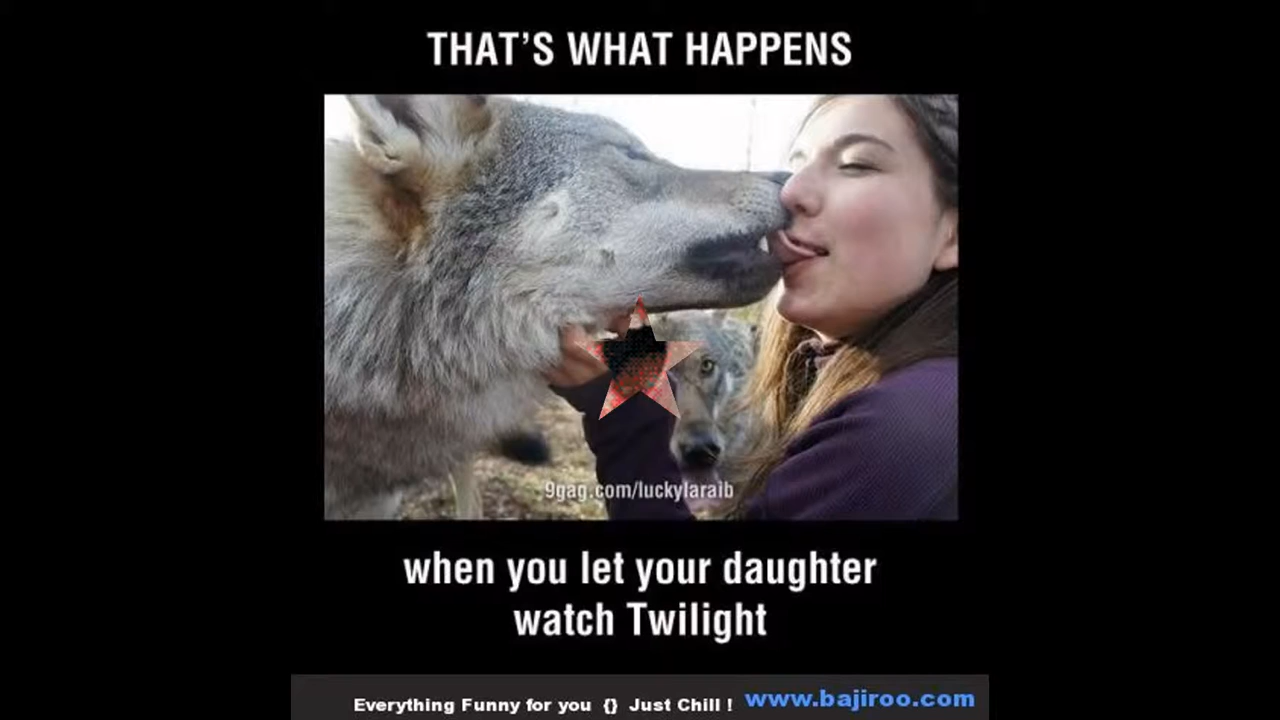 THAT'S WHAT HAPPENS
9gag.com/luckylaraib
when you let your daughter
watch Twilight
Everything Funny for you {} Just Chill ! www.bajiroo.com